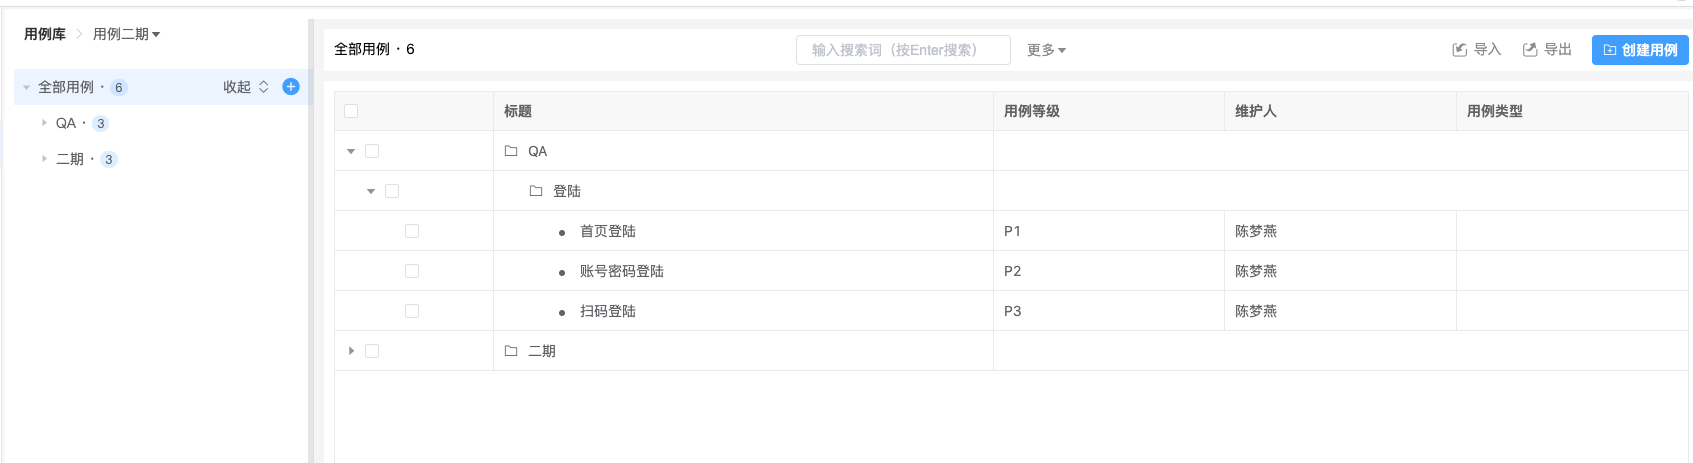 用例库 > 用例二期
全部用例 · 6 收起
QA · 3
二期 · 3
全部用例 · 6 输入搜索词（按Enter搜索） 更多 导入 导出 创建用例
标题 用例等级 维护人 用例类型
QA
登陆
首页登陆 P1 陈梦燕
账号密码登陆 P2 陈梦燕
扫码登陆 P3 陈梦燕
二期